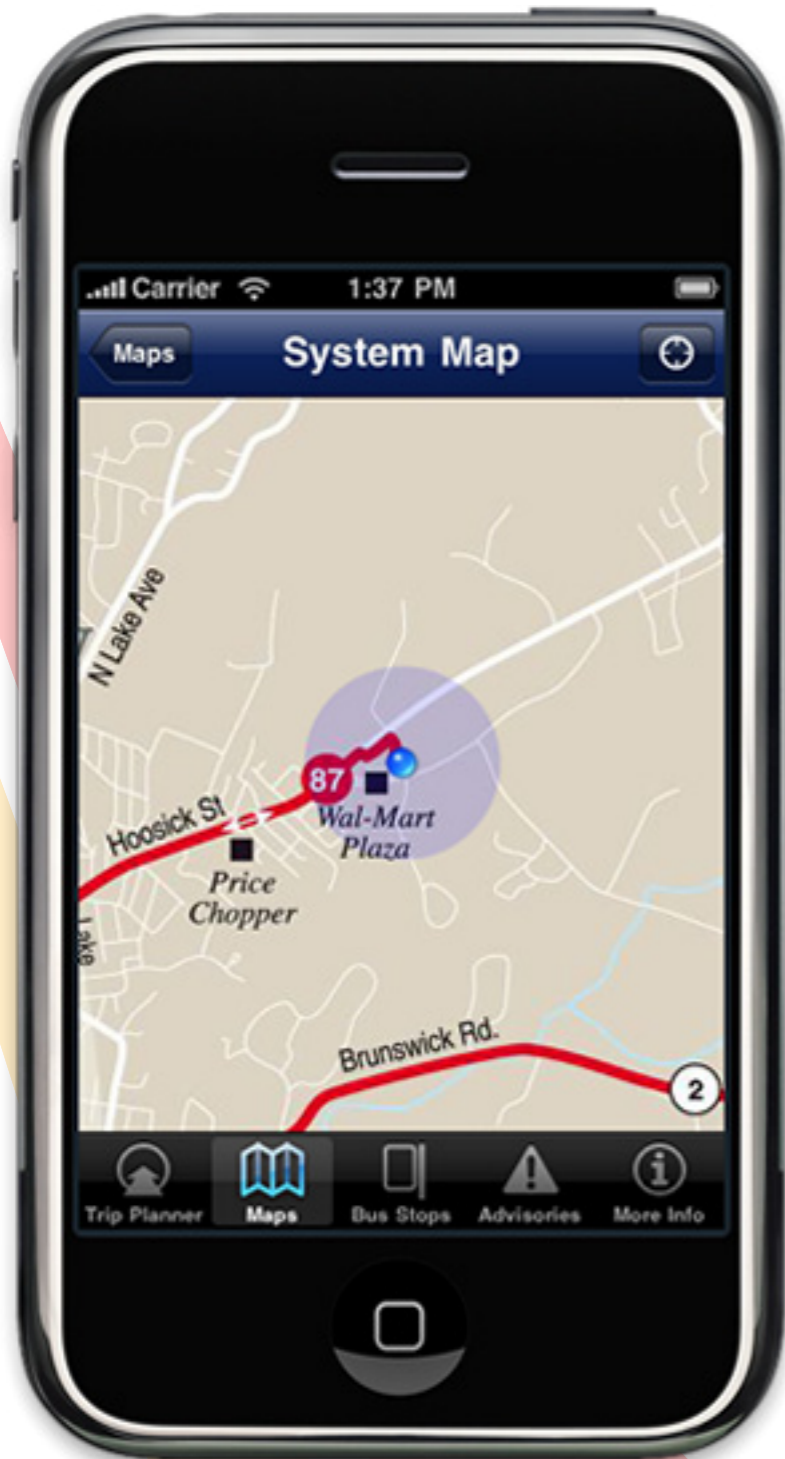 Carrier 1:37 PM
Maps System Map
N Lake Ave
87
Hoosick St
Wal-Mart
Plaza
Price
Chopper
Lake
Brunswick Rd.
2
Trip Planner Maps Bus Stops Advisories More Info